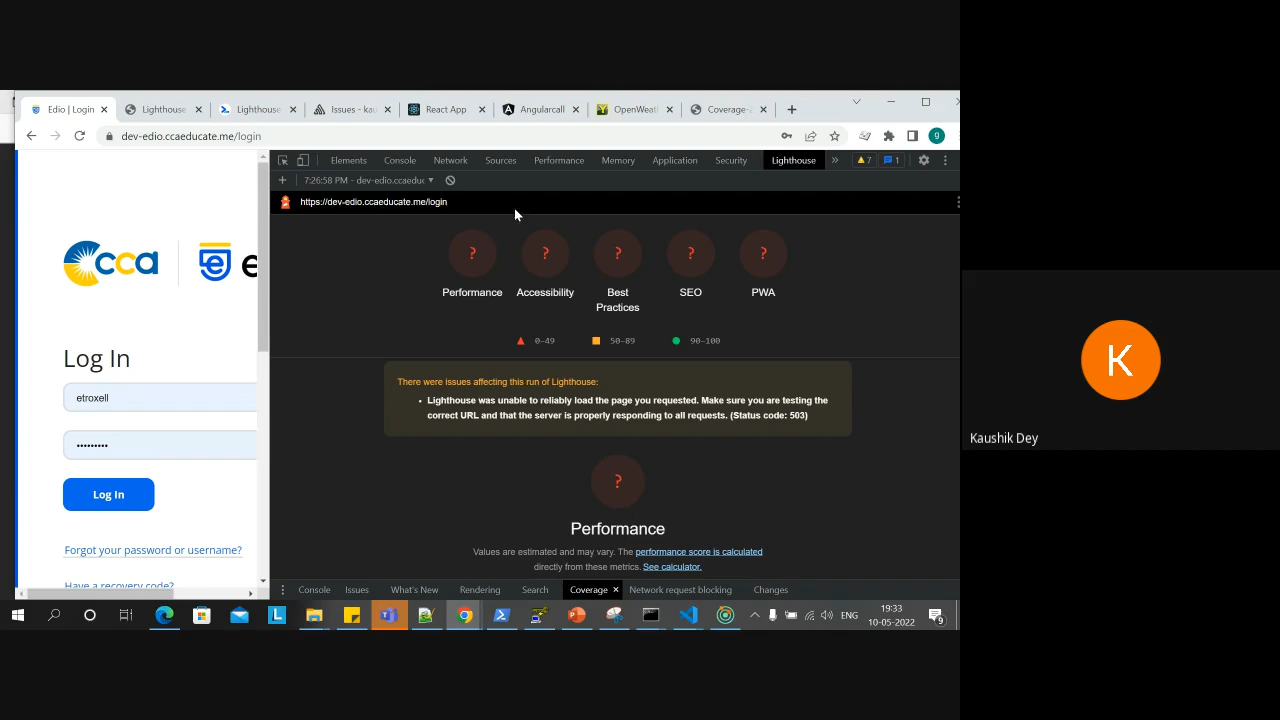 Edio | Login
Lighthouse
Lighthouse
Issues - kau
React App
Angularcall
OpenWeat
Coverage-
dev-edio.ccaeducate.me/login
g
Elements
Console
Network
Sources
Performance
Memory
Application
Security
Lighthouse
7
1
7:26:58 PM - dev-edio.ccaeduc
https://dev-edio.ccaeducate.me/login
cca
e
e
Log In
etroxell
•••••••••
Log In
Forgot your password or username?
Have a recovery code?
? ? ? ? ?
Performance Accessibility Best Practices SEO PWA
0–49 50–89 90–100
There were issues affecting this run of Lighthouse:
• Lighthouse was unable to reliably load the page you requested. Make sure you are testing the
correct URL and that the server is properly responding to all requests. (Status code: 503)
?
Performance
Values are estimated and may vary. The performance score is calculated
directly from these metrics. See calculator.
Console
Issues
What's New
Rendering
Search
Coverage
Network request blocking
Changes
L
ENG
19:33
10-05-2022
9
K
Kaushik Dey